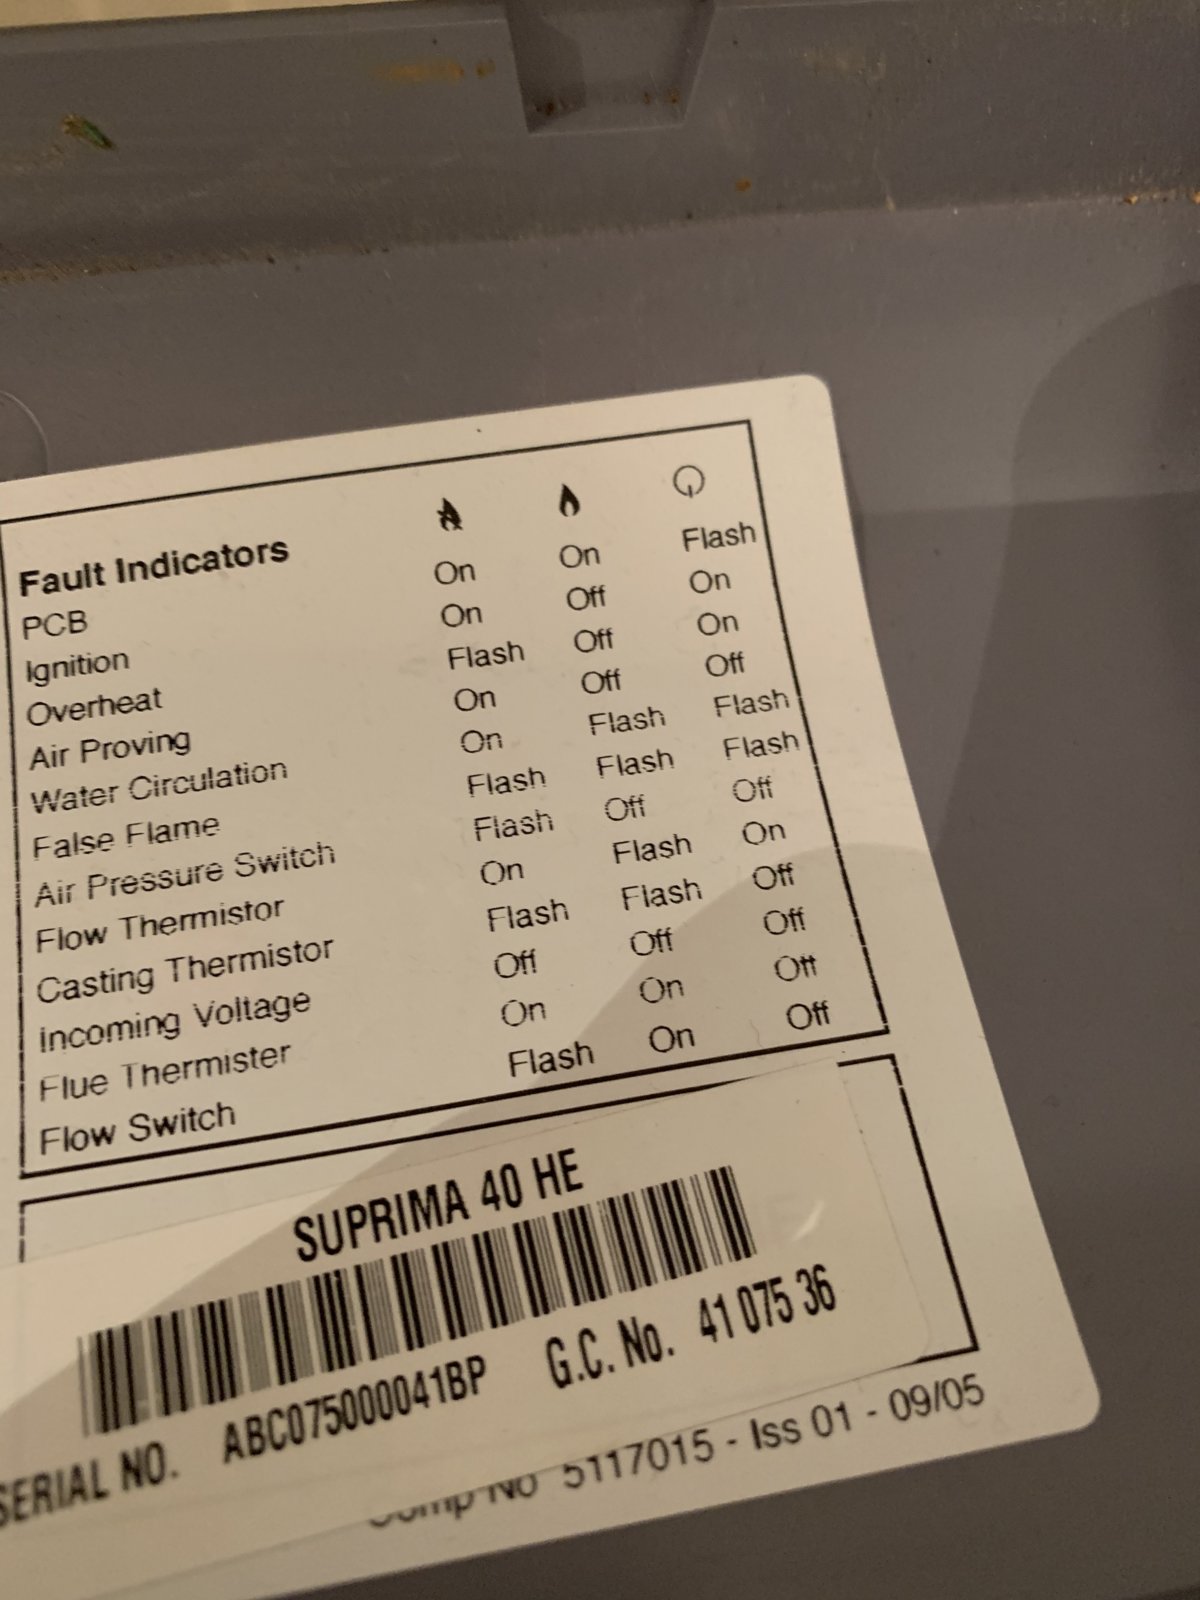 Fault Indicators
PCB On On Flash
Ignition On Off On
Overheat Flash Off On
Air Proving On Off Off
Water Circulation On Flash Flash
False Flame Flash Flash Flash
Air Pressure Switch Flash Off Off
Flow Thermistor On Flash On
Casting Thermistor Flash Flash Off
Incoming Voltage Off Off Off
Flue Thermister On On Off
Flow Switch Flash On Off
SUPRIMA 40 HE
SERIAL NO. ABC075000041BP G.C. No. 41 075 36
Comp No 5117015 - Iss 01 - 09/05